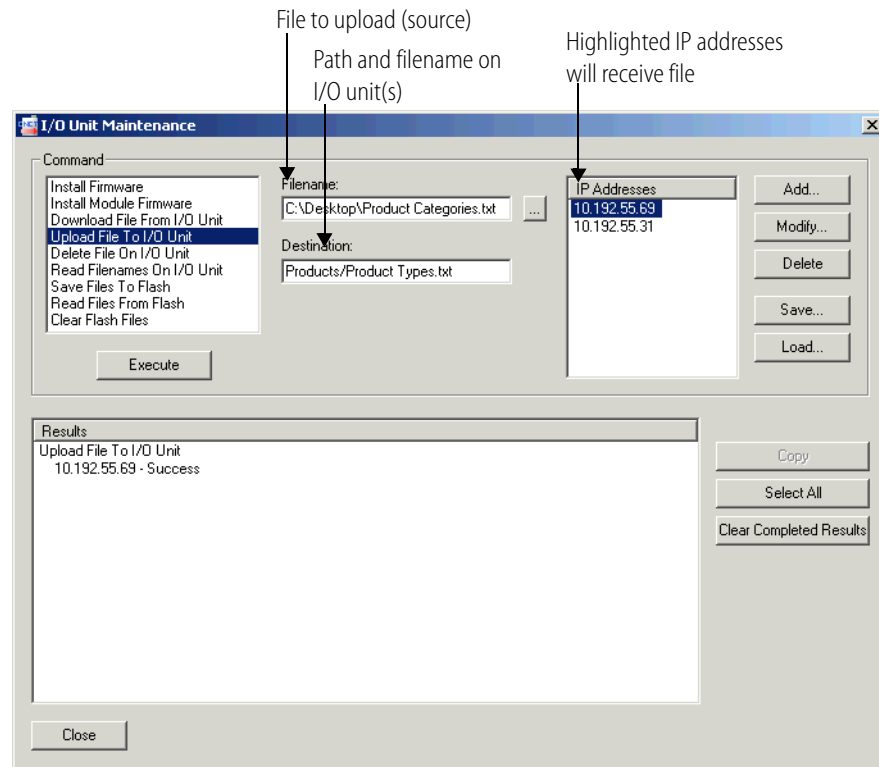 File to upload (source)
Path and filename on
I/O unit(s)
Highlighted IP addresses
will receive file
I/O Unit Maintenance
Command
Install Firmware
Install Module Firmware
Download File From I/O Unit
Upload File To I/O Unit
Delete File On I/O Unit
Read Filenames On I/O Unit
Save Files To Flash
Read Files From Flash
Clear Flash Files
Execute
Filename:
C:\Desktop\Product Categories.txt
...
Destination:
Products/Product Types.txt
IP Addresses
10.192.55.69
10.192.55.31
Add...
Modify...
Delete
Save...
Load...
Results
Upload File To I/O Unit
10.192.55.69 - Success
Copy
Select All
Clear Completed Results
Close